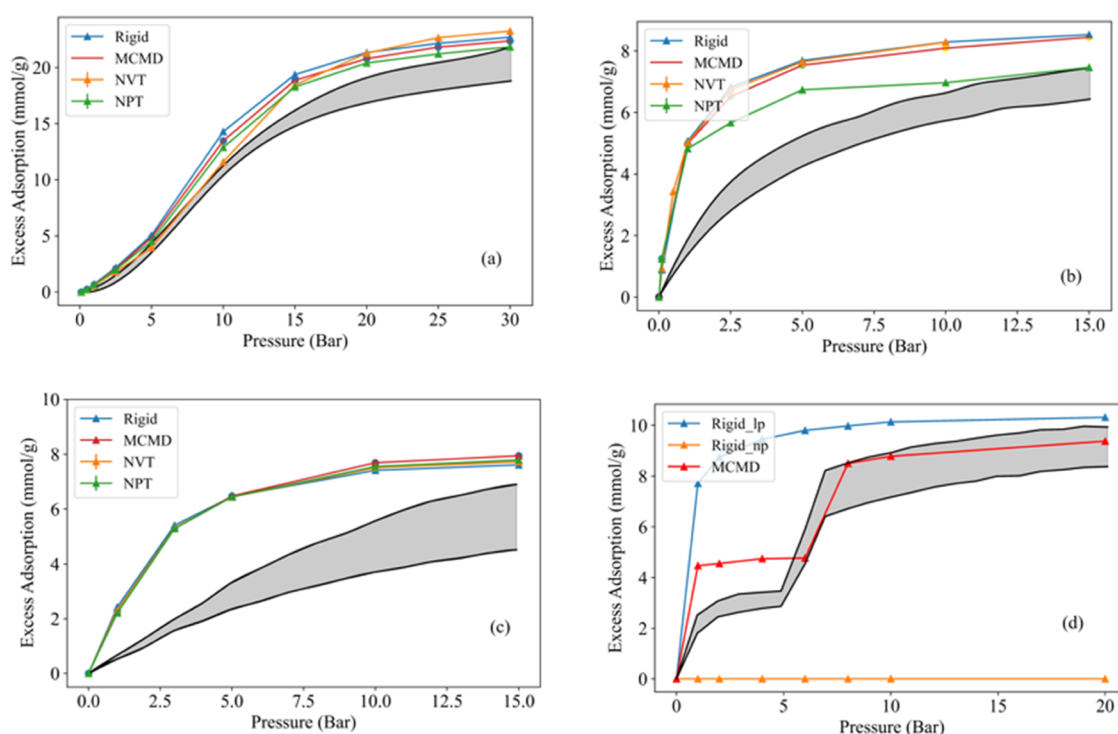 Rigid
MCMD
NVT
NPT
20
15
10
5
0
Excess Adsorption (mmol/g)
(a)
0
5
10
15
20
25
30
Pressure (Bar)
Rigid
MCMD
NVT
NPT
8
6
4
2
0
Excess Adsorption (mmol/g)
(b)
0.0
2.5
5.0
7.5
10.0
12.5
15.0
Pressure (Bar)
Rigid
MCMD
NVT
NPT
10
8
6
4
2
0
Excess Adsorption (mmol/g)
(c)
0.0
2.5
5.0
7.5
10.0
12.5
15.0
Pressure (Bar)
Rigid_lp
Rigid_np
MCMD
10
8
6
4
2
0
Excess Adsorption (mmol/g)
(d)
0
5
10
15
20
Pressure (Bar)